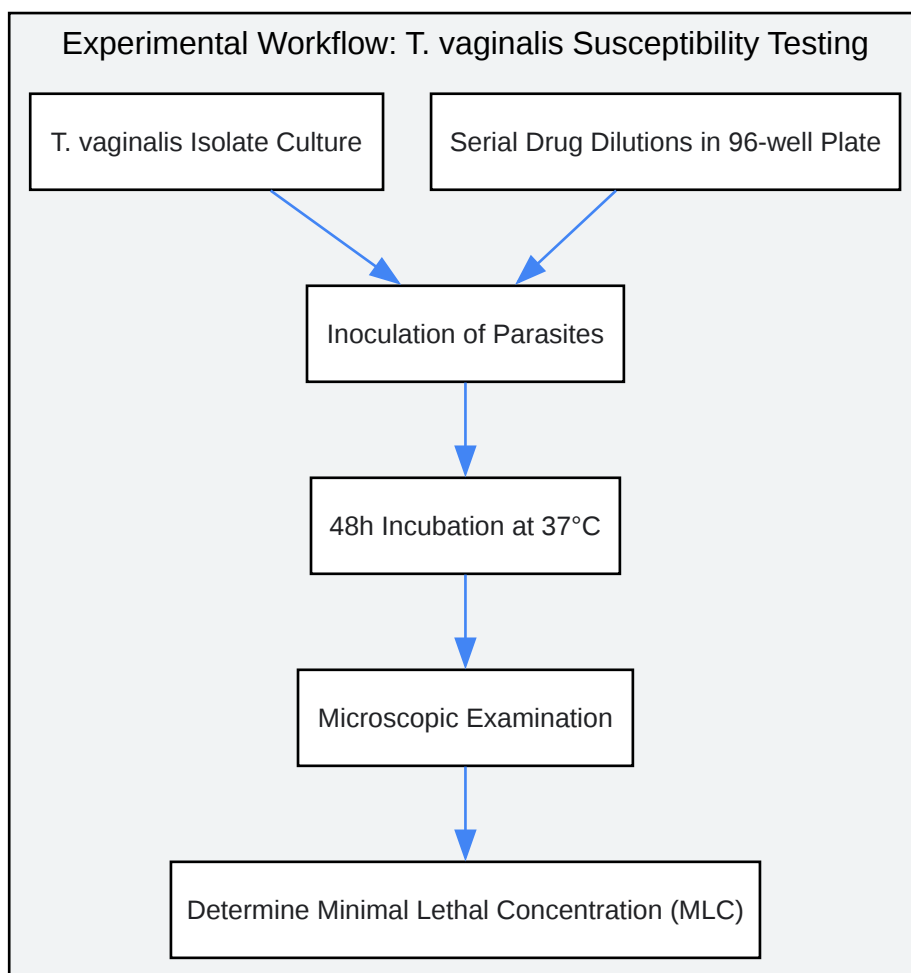 Experimental Workflow: T. vaginalis Susceptibility Testing
T. vaginalis Isolate Culture
Serial Drug Dilutions in 96-well Plate
Inoculation of Parasites
48h Incubation at 37°C
Microscopic Examination
Determine Minimal Lethal Concentration (MLC)